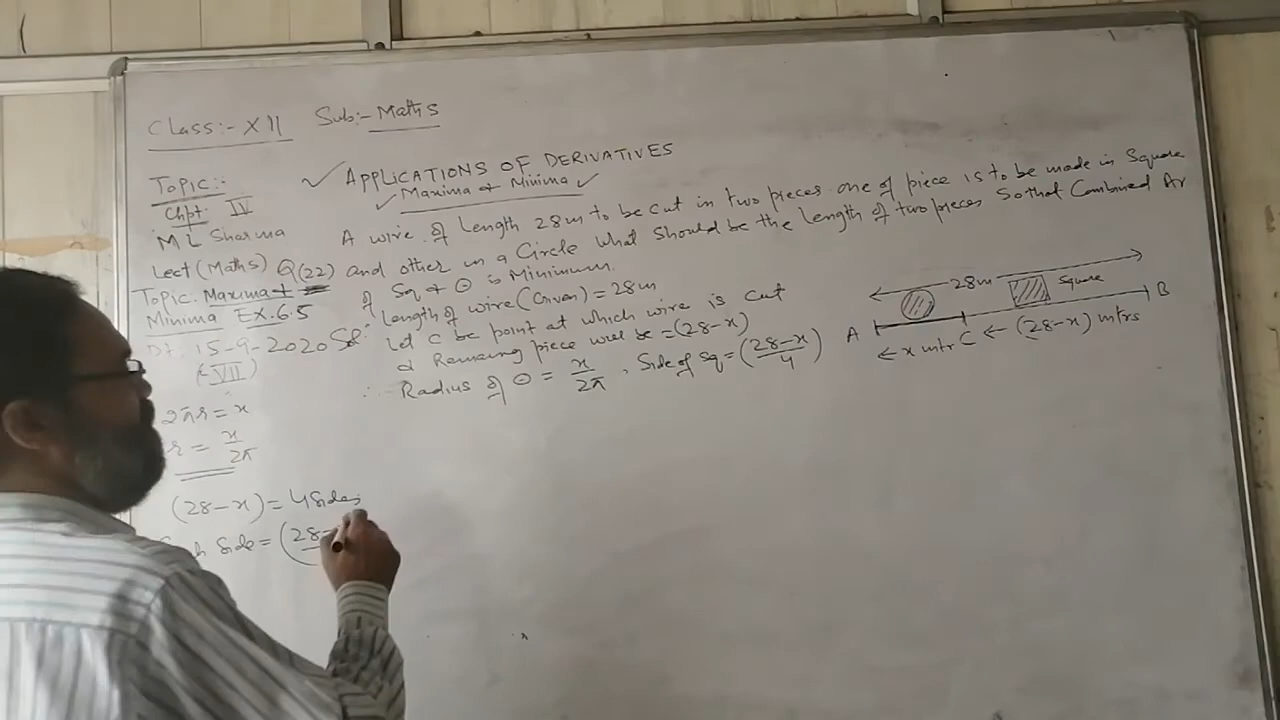 Class:- XII Sub:- Maths
Topic:: APPLICATIONS OF DERIVATIVES
Chpt: IV Maxima & Minima
M L Sharma
Lect (Maths)
Topic. Maxima &
Minima EX. 6.5
Dt: 15-9-2020
(VII)
Q(22) A wire of Length 28m to be cut in two pieces one of piece is to be made in Square
and other in a Circle What should be the Length of two pieces So that Combined Ar
of Sq & ⊙ is Minimum.
Sol: Length of wire (Given) = 28m
Let C be point at which wire is cut
& Remaing piece will be = (28-x)
∴ Radius of ⊙ = x/2π, Side of Sq = (28-x/4)
28m
Square
A C B
x mtr (28-x) mtrs
2πr = x
r = x/2π
(28-x) = 4 Sides
Side = (28-